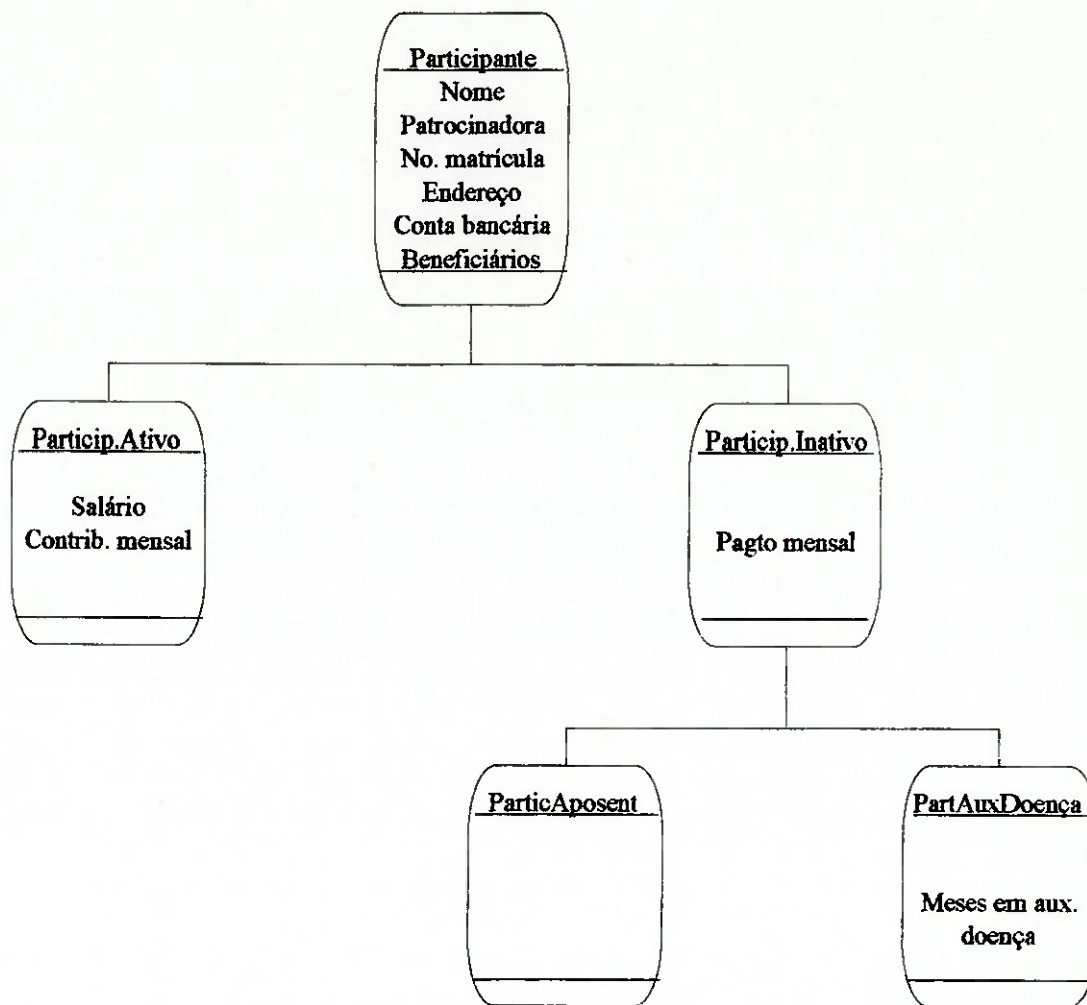 Participante
Nome
Patrocinadora
No. matrícula
Endereço
Conta bancária
Beneficiários
Particip.Ativo
Salário
Contrib. mensal
Particip.Inativo
Pagto mensal
ParticAposent
PartAuxDoença
Meses em aux.
doença